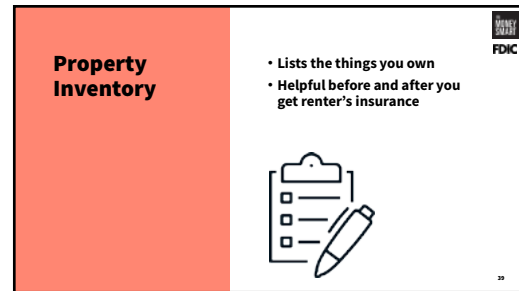 Property
Inventory
• Lists the things you own
• Helpful before and after you
get renter's insurance
MONEY
SMART
FDIC
39